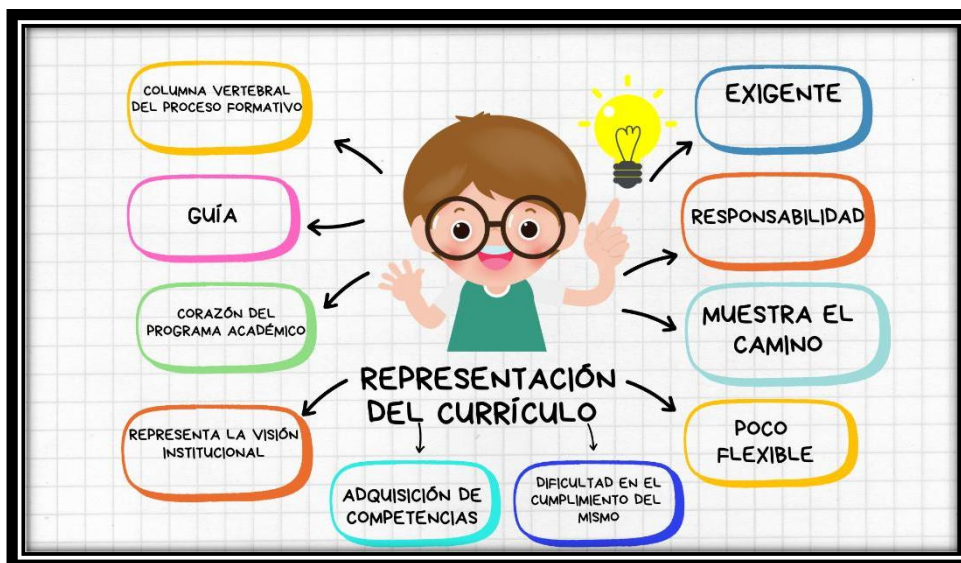 COLUMNA VERTEBRAL
DEL PROCESO FORMATIVO
GUÍA
CORAZÓN DEL
PROGRAMA ACADÉMICO
REPRESENTA LA VISIÓN
INSTITUCIONAL
REPRESENTACIÓN
DEL CURRÍCULO
ADQUISICIÓN DE
COMPETENCIAS
DIFICULTAD EN EL
CUMPLIMIENTO DEL
MISMO
EXIGENTE
RESPONSABILIDAD
MUESTRA EL
CAMINO
POCO
FLEXIBLE